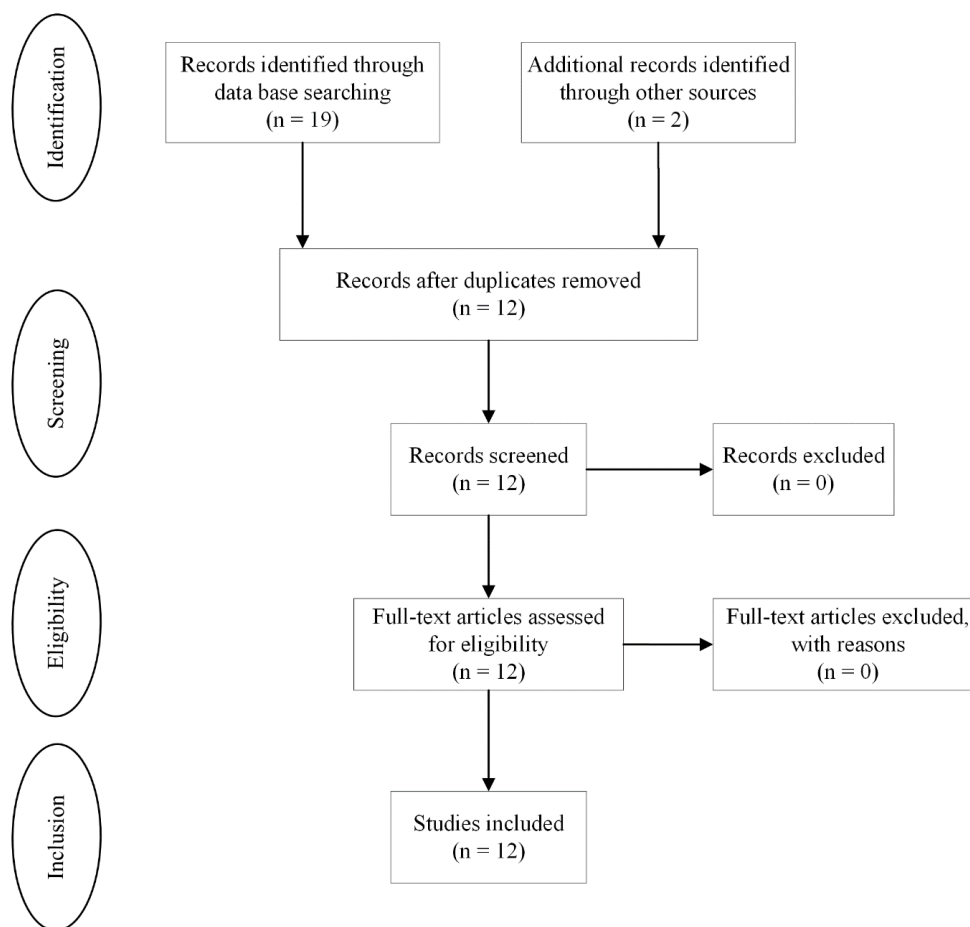 Identification
Records identified through
data base searching
(n = 19)
Additional records identified
through other sources
(n = 2)
Screening
Records after duplicates removed
(n = 12)
Records screened
(n = 12)
Records excluded
(n = 0)
Eligibility
Full-text articles assessed
for eligibility
(n = 12)
Full-text articles excluded,
with reasons
(n = 0)
Inclusion
Studies included
(n = 12)